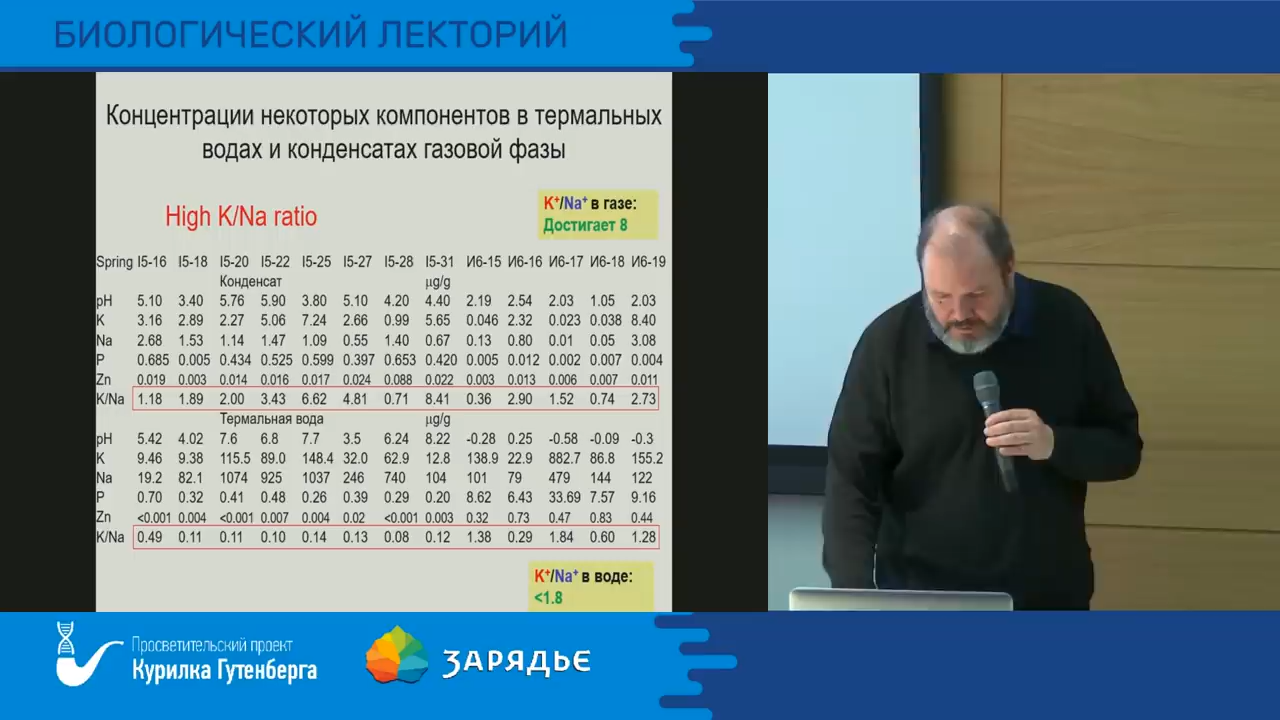 БИОЛОГИЧЕСКИЙ ЛЕКТОРИЙ
Концентрации некоторых компонентов в термальных
водах и конденсатах газовой фазы
High K/Na ratio
K⁺/Na⁺ в газе:
Достигает 8
Spring I5-16 I5-18 I5-20 I5-22 I5-25 I5-27 I5-28 I5-31 И6-15 И6-16 И6-17 И6-18 И6-19
Конденсат µg/g
pH 5.10 3.40 5.76 5.90 3.80 5.10 4.20 4.40 2.19 2.54 2.03 1.05 2.03
K 3.16 2.89 2.27 5.06 7.24 2.66 0.99 5.65 0.046 2.32 0.023 0.038 8.40
Na 2.68 1.53 1.14 1.47 1.09 0.55 1.40 0.67 0.13 0.80 0.01 0.05 3.08
P 0.685 0.005 0.434 0.525 0.599 0.397 0.653 0.420 0.005 0.012 0.002 0.007 0.004
Zn 0.019 0.003 0.014 0.016 0.017 0.024 0.088 0.022 0.003 0.013 0.006 0.007 0.011
K/Na 1.18 1.89 2.00 3.43 6.62 4.81 0.71 8.41 0.36 2.90 1.52 0.74 2.73
Термальная вода µg/g
pH 5.42 4.02 7.6 6.8 7.7 3.5 6.24 8.22 -0.28 0.25 -0.58 -0.09 -0.3
K 9.46 9.38 115.5 89.0 148.4 32.0 62.9 12.8 138.9 22.9 882.7 86.8 155.2
Na 19.2 82.1 1074 925 1037 246 740 104 101 79 479 144 122
P 0.70 0.32 0.41 0.48 0.26 0.39 0.29 0.20 8.62 6.43 33.69 7.57 9.16
Zn <0.001 0.004 <0.001 0.007 0.004 0.02 <0.001 0.003 0.32 0.73 0.47 0.83 0.44
K/Na 0.49 0.11 0.11 0.10 0.14 0.13 0.08 0.12 1.38 0.29 1.84 0.60 1.28
K⁺/Na⁺ в воде:
<1.8
Просветительский проект
Курилка Гутенберга
ЗАРЯДЬЕ